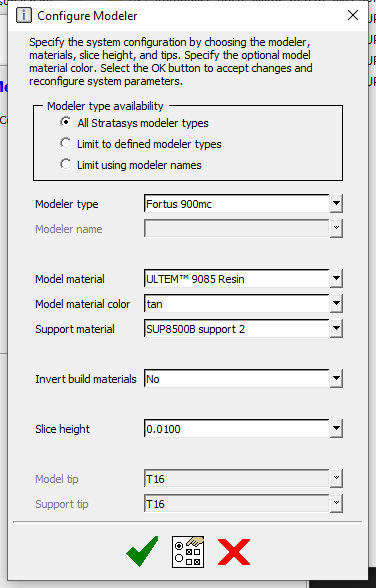 Configure Modeler
Specify the system configuration by choosing the modeler,
materials, slice height, and tips. Specify the optional model
material color. Select the OK button to accept changes and
reconfigure system parameters.
Modeler type availability
All Stratasys modeler types
Limit to defined modeler types
Limit using modeler names
Modeler type Fortus 900mc
Modeler name
Model material ULTEM™ 9085 Resin
Model material color tan
Support material SUP8500B support 2
Invert build materials No
Slice height 0.0100
Model tip T16
Support tip T16